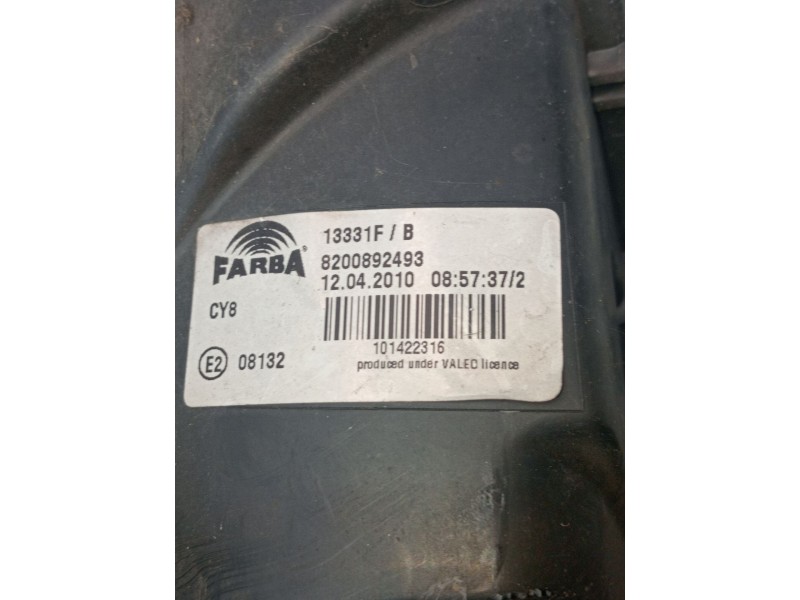 13331F / B
FARBA®
8200892493
12.04.2010 08:57:37/2
CY8
101422316
E2 08132
produced under VALEO licence